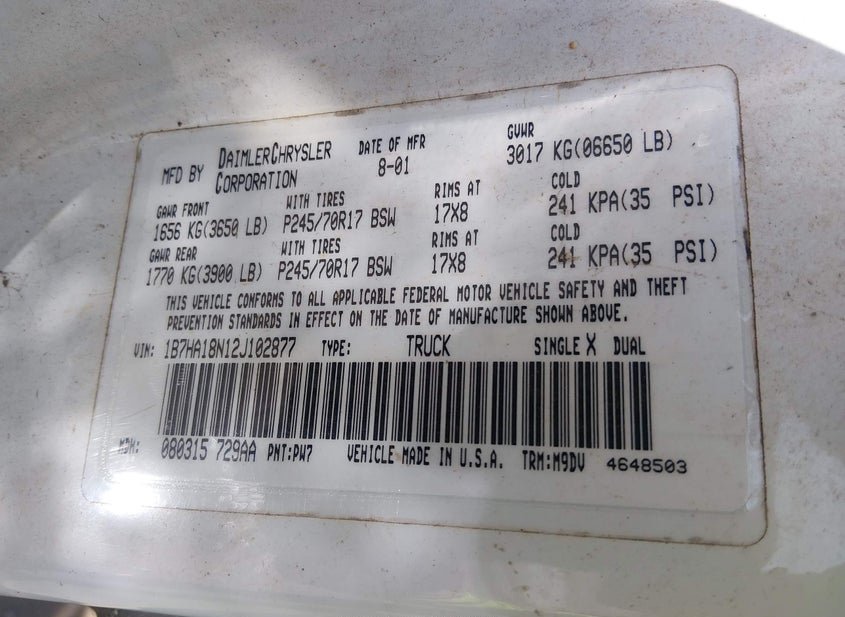 MFD BY DAIMLERCHRYSLER CORPORATION DATE OF MFR 8-01 GVWR 3017 KG(06650 LB)
GAWR FRONT WITH TIRES RIMS AT COLD
1656 KG(3650 LB) P245/70R17 BSW 17X8 241 KPA(35 PSI)
GAWR REAR WITH TIRES RIMS AT COLD
1770 KG(3900 LB) P245/70R17 BSW 17X8 241 KPA(35 PSI)
THIS VEHICLE CONFORMS TO ALL APPLICABLE FEDERAL MOTOR VEHICLE SAFETY AND THEFT
PREVENTION STANDARDS IN EFFECT ON THE DATE OF MANUFACTURE SHOWN ABOVE.
VIN: 1B7HA18N12J102877 TYPE: TRUCK SINGLE X DUAL
MDH: 080315 729AA PNT:PW7 VEHICLE MADE IN U.S.A. TRM:M9DV 4648503